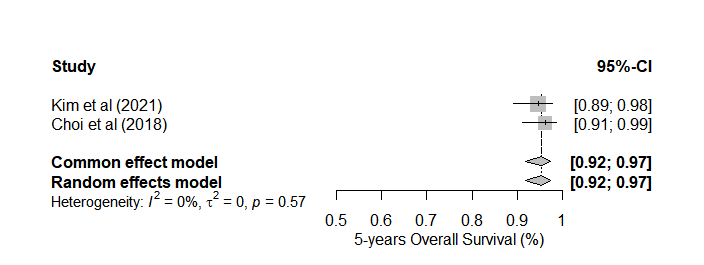 Study 95%-CI
Kim et al (2021) [0.89; 0.98]
Choi et al (2018) [0.91; 0.99]
Common effect model [0.92; 0.97]
Random effects model [0.92; 0.97]
Heterogeneity: I² = 0%, τ² = 0, p = 0.57
0.5 0.6 0.7 0.8 0.9 1
5-years Overall Survival (%)